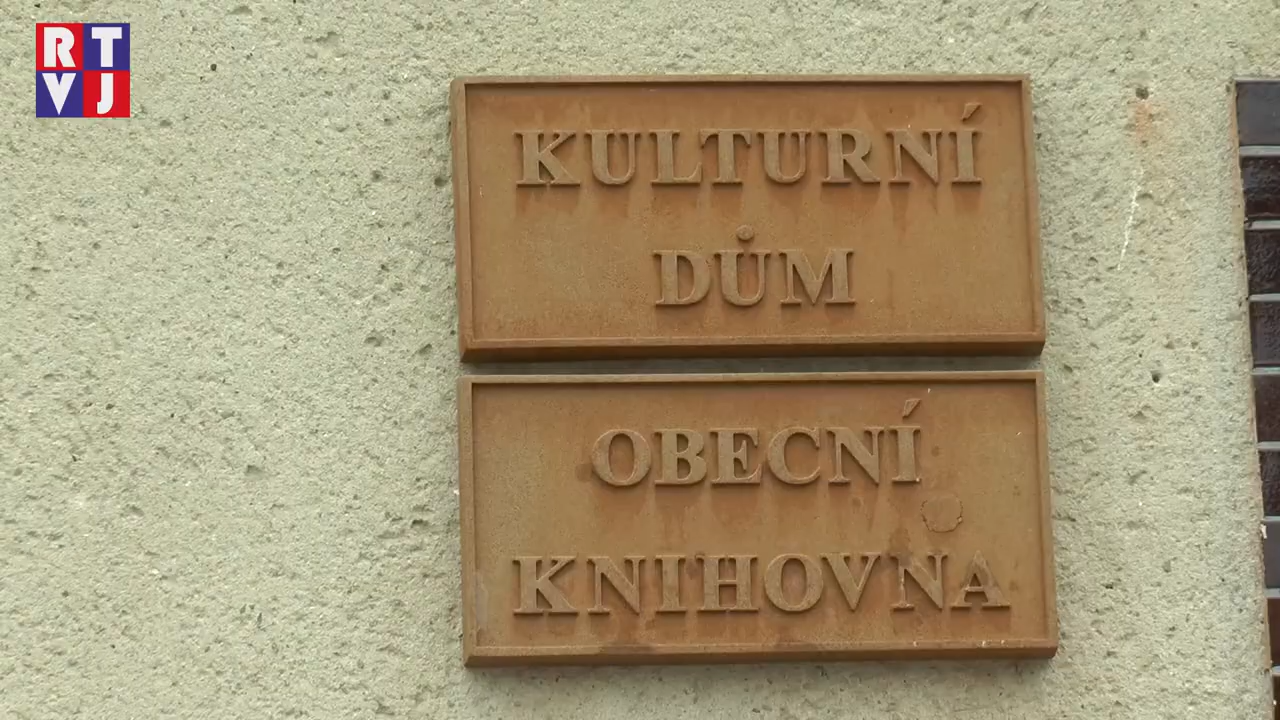 RT
VJ
KULTURNÍ
DŮM
OBECNÍ
KNIHOVNA